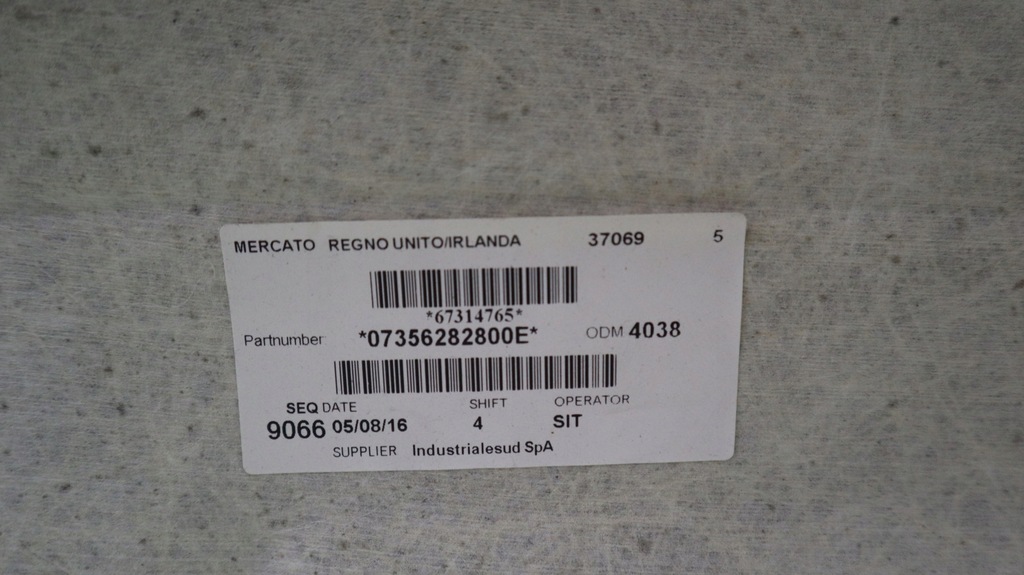 MERCATO REGNO UNITO/IRLANDA 37069 5
*67314765*
Partnumber *07356282800E* ODM 4038
SEQ DATE SHIFT OPERATOR
9066 05/08/16 4 SIT
SUPPLIER Industrialesud SpA